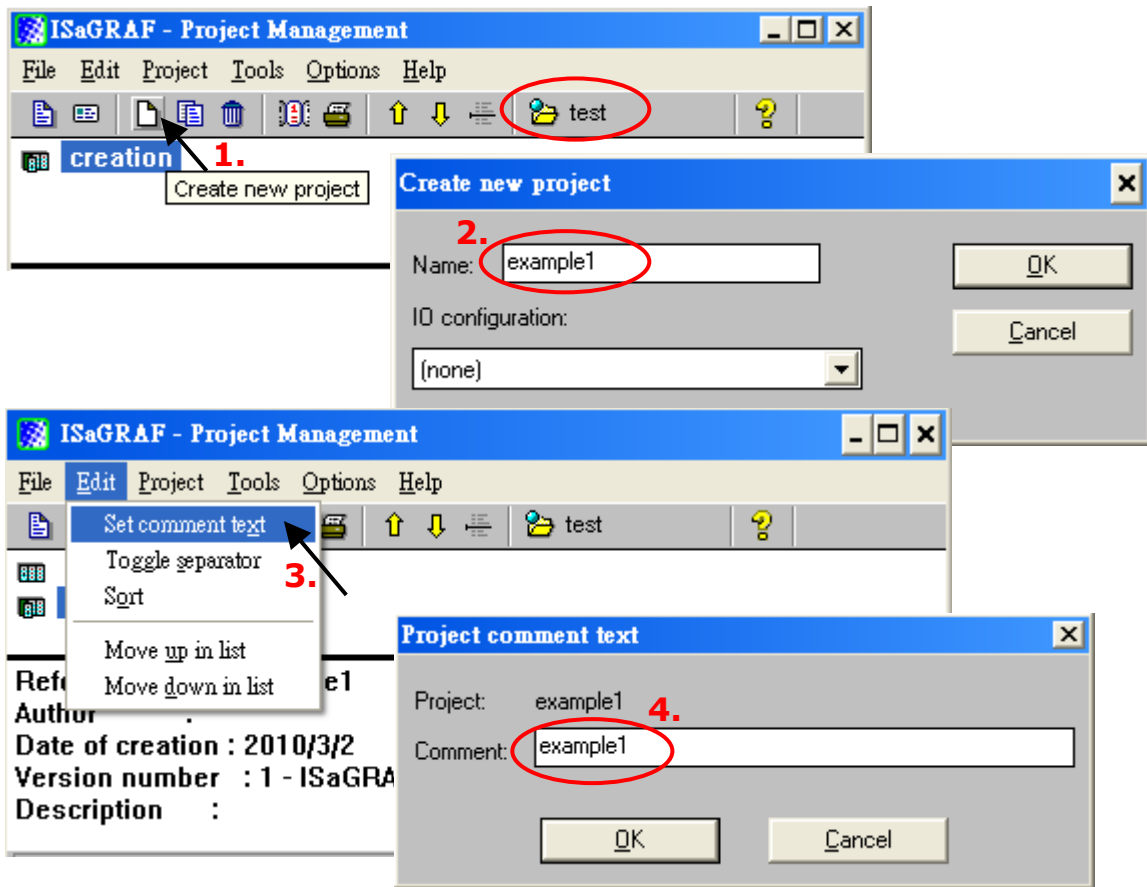 ISaGRAF - Project Management
File Edit Project Tools Options Help
test
creation
1.
Create new project
Create new project
2.
Name: example1
OK
IO configuration:
Cancel
(none)
ISaGRAF - Project Management
File Edit Project Tools Options Help
test
Set comment text
Toggle separator
3.
Sort
Move up in list
Move down in list
Refe e1
Author :
Date of creation : 2010/3/2
Version number : 1 - ISaGRA
Description :
Project comment text
Project: example1
4.
Comment: example1
OK
Cancel